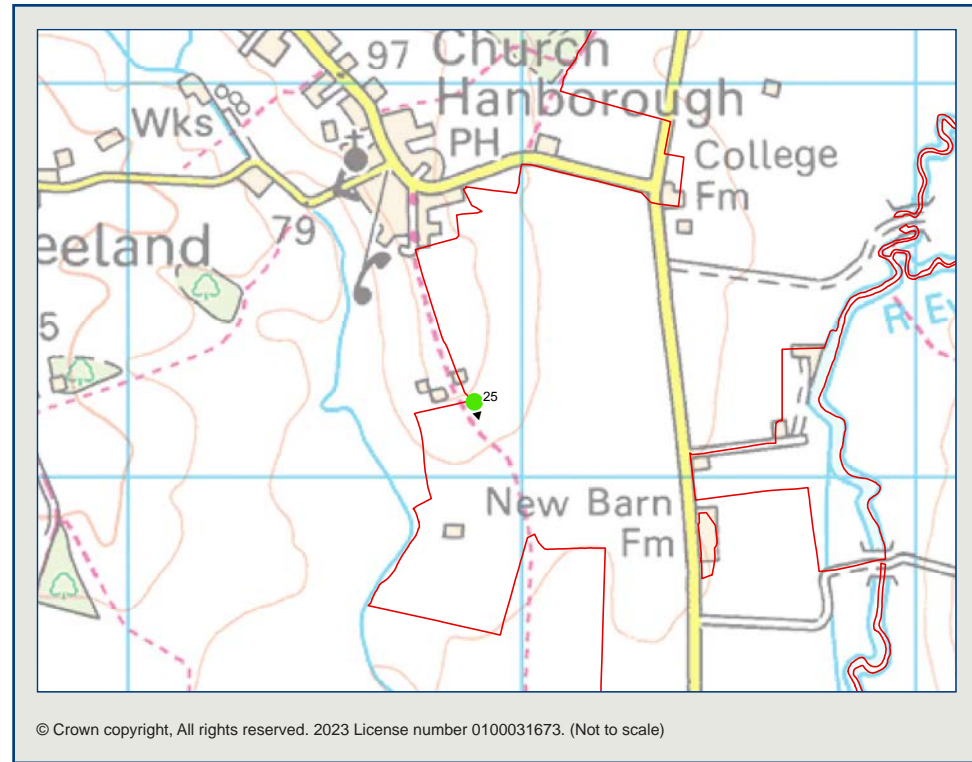 Church
Hanborough
97
Wks
PH
College
Fm
79
eeland
R Ev
5
25
New Barn
Fm
© Crown copyright, All rights reserved. 2023 License number 0100031673. (Not to scale)